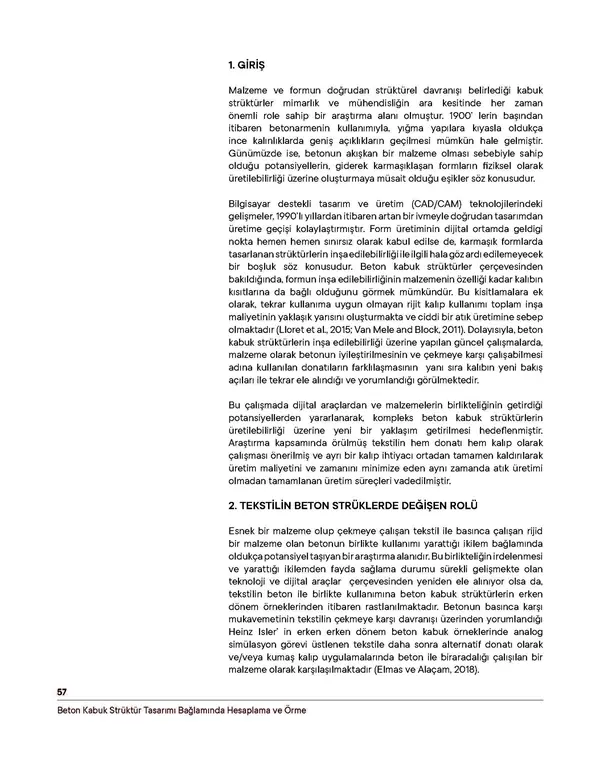 1. GİRİŞ
Malzeme ve formun doğrudan strüktürel davranışı belirlediği kabuk
strüktürler mimarlık ve mühendisliğin ara kesitinde her zaman
önemli role sahip bir araştırma alanı olmuştur. 1900' lerin başından
itibaren betonarmenin kullanımıyla, yığma yapılara kıyasla oldukça
ince kalınlıklarda geniş açıklıkların geçilmesi mümkün hale gelmiştir.
Günümüzde ise, betonun akışkan bir malzeme olması sebebiyle sahip
olduğu potansiyellerin, giderek karmaşıklaşan formların fiziksel olarak
üretilebilirliği üzerine oluşturmaya müsait olduğu eşikler söz konusudur.
Bilgisayar destekli tasarım ve üretim (CAD/CAM) teknolojilerindeki
gelişmeler, 1990'lı yıllardan itibaren artan bir ivmeyle doğrudan tasarımdan
üretime geçişi kolaylaştırmıştır. Form üretiminin dijital ortamda geldigi
nokta hemen hemen sınırsız olarak kabul edilse de, karmaşık formlarda
tasarlanan strüktürlerin inşa edilebilirliği ile ilgili hala göz ardı edilemeyecek
bir boşluk söz konusudur. Beton kabuk strüktürler çerçevesinden
bakıldığında, formun inşa edilebilirliğinin malzemenin özelliği kadar kalıbın
kısıtlarına da bağlı olduğunu görmek mümkündür. Bu kisitlamalara ek
olarak, tekrar kullanıma uygun olmayan rijit kalıp kullanımı toplam inşa
maliyetinin yaklaşık yarısını oluşturmakta ve ciddi bir atık üretimine sebep
olmaktadır (Lloret et al., 2015; Van Mele and Block, 2011). Dolayısıyla, beton
kabuk strüktürlerin inşa edilebilirliği üzerine yapılan güncel çalışmalarda,
malzeme olarak betonun iyileştirilmesinin ve çekmeye karşı çalışabilmesi
adına kullanılan donatıların farklılaşmasının yanı sıra kalıbın yeni bakış
açıları ile tekrar ele alındığı ve yorumlandığı görülmektedir.
Bu çalışmada dijital araçlardan ve malzemelerin birlikteliğinin getirdiği
potansiyellerden yararlanarak, kompleks beton kabuk strüktürlerin
üretilebilirliği üzerine yeni bir yaklaşım getirilmesi hedeflenmiştir.
Araştırma kapsamında örülmüş tekstilin hem donatı hem kalıp olarak
çalışması önerilmiş ve ayrı bir kalıp ihtiyacı ortadan tamamen kaldırılarak
üretim maliyetini ve zamanını minimize eden aynı zamanda atık üretimi
olmadan tamamlanan üretim süreçleri vadedilmiştir.
2. TEKSTİLİN BETON STRÜKLERDE DEĞİŞEN ROLÜ
Esnek bir malzeme olup çekmeye çalışan tekstil ile basınca çalışan rijid
bir malzeme olan betonun birlikte kullanımı yarattığı ikilem bağlamında
oldukça potansiyel taşıyan bir araştırma alanıdır. Bu birlikteliğin irdelenmesi
ve yarattığı ikilemden fayda sağlama durumu sürekli gelişmekte olan
teknoloji ve dijital araçlar çerçevesinden yeniden ele alınıyor olsa da,
tekstilin beton ile birlikte kullanımına beton kabuk strüktürlerin erken
dönem örneklerinden itibaren rastlanılmaktadır. Betonun basınca karşı
mukavemetinin tekstilin çekmeye karşı davranışı üzerinden yorumlandığı
Heinz Isler' in erken erken dönem beton kabuk örneklerinde analog
simülasyon görevi üstlenen tekstile daha sonra alternatif donatı olarak
ve/veya kumaş kalıp uygulamalarında beton ile biraradalığı çalışılan bir
malzeme olarak karşılaşılmaktadır (Elmas ve Alaçam, 2018).
57
Beton Kabuk Strüktür Tasarımı Bağlamında Hesaplama ve Örme